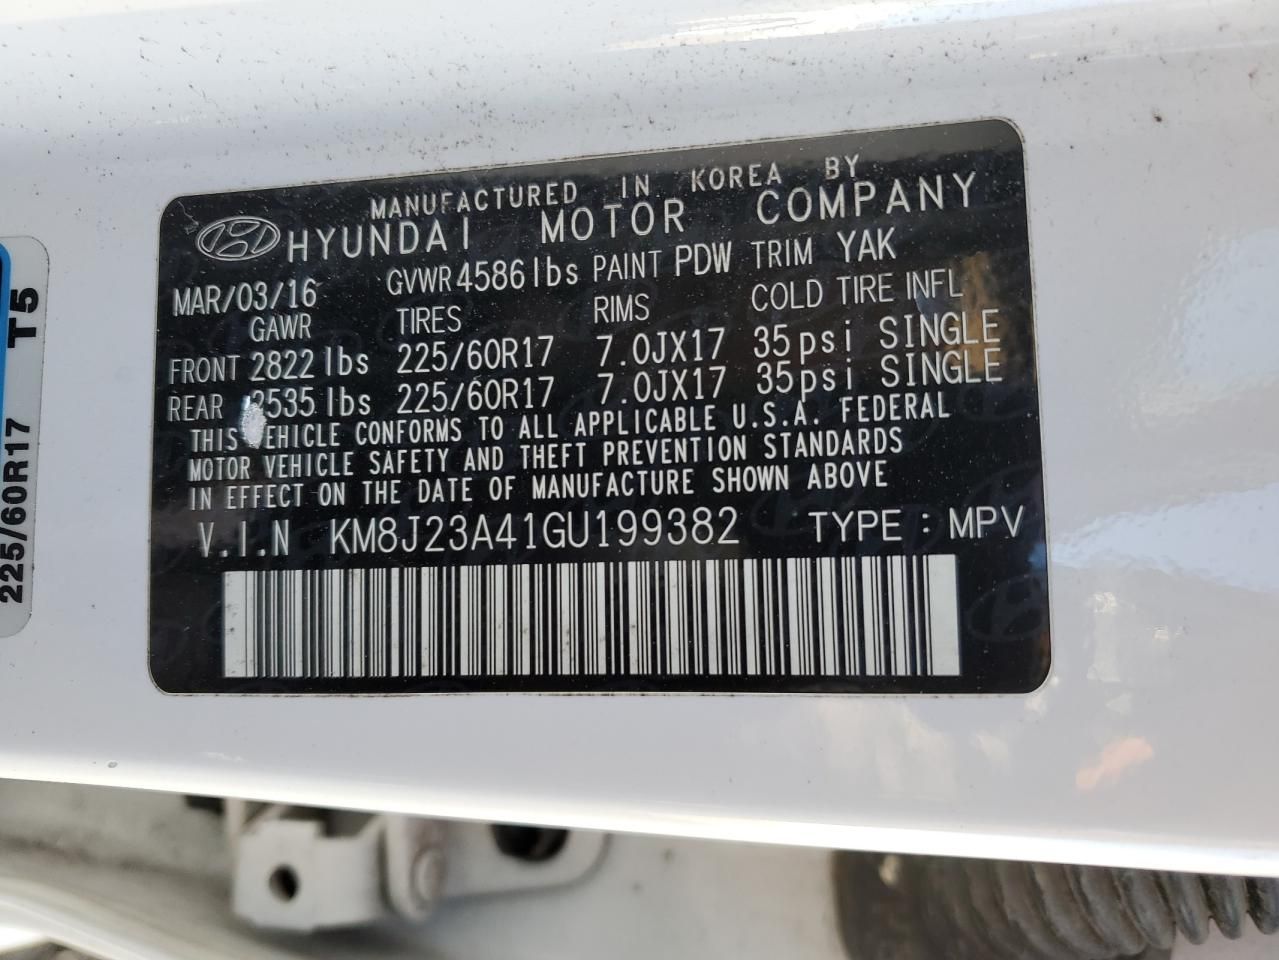 MANUFACTURED IN KOREA BY
HYUNDAI MOTOR COMPANY
MAR/03/16 GVWR 4586 lbs PAINT PDW TRIM YAK
GAWR TIRES RIMS COLD TIRE INFL
FRONT 2822 lbs 225/60R17 7.0JX17 35psi SINGLE
REAR 2535 lbs 225/60R17 7.0JX17 35psi SINGLE
THIS VEHICLE CONFORMS TO ALL APPLICABLE U.S.A. FEDERAL
MOTOR VEHICLE SAFETY AND THEFT PREVENTION STANDARDS
IN EFFECT ON THE DATE OF MANUFACTURE SHOWN ABOVE
V.I.N KM8J23A41GU199382 TYPE : MPV
225/60R17 T5